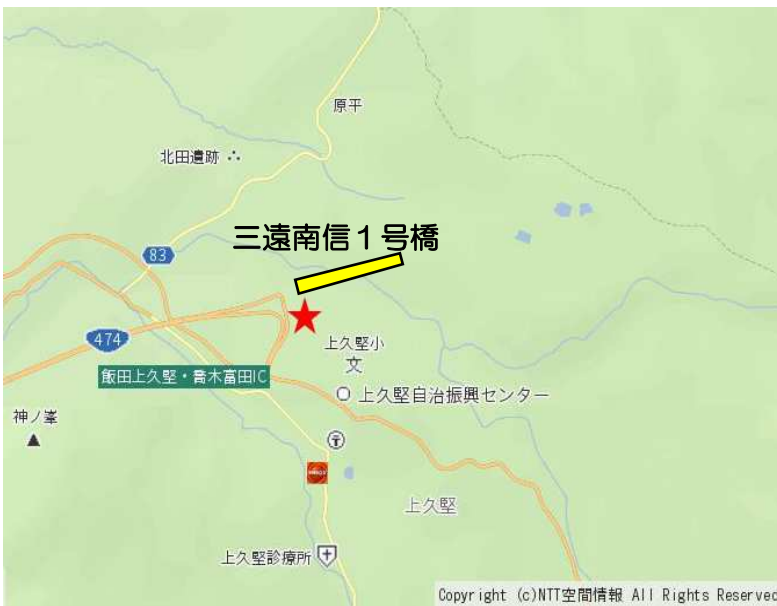 原平
北田遺跡
三遠南信１号橋
83
474
上久堅小
文
飯田上久堅・喬木富田IC
上久堅自治振興センター
神ノ峯
上久堅
上久堅診療所
Copyright (c)NTT空間情報 All Rights Reserved